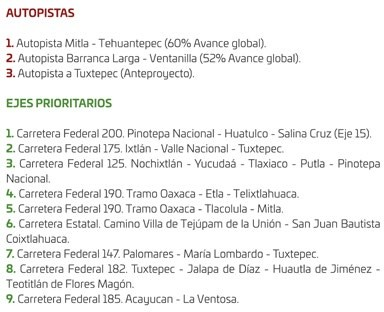 AUTOPISTAS
1. Autopista Mitla - Tehuantepec (60% Avance global).
2. Autopista Barranca Larga - Ventanilla (52% Avance global).
3. Autopista a Tuxtepec (Anteproyecto).
EJES PRIORITARIOS
1. Carretera Federal 200. Pinotepa Nacional - Huatulco - Salina Cruz (Eje 15).
2. Carretera Federal 175. Ixtlán - Valle Nacional - Tuxtepec.
3. Carretera Federal 125. Nochixtlán - Yucudaá - Tlaxiaco - Putla - Pinotepa
Nacional.
4. Carretera Federal 190. Tramo Oaxaca - Etla - Telixtlahuaca.
5. Carretera Federal 190. Tramo Oaxaca - Tlacolula - Mitla.
6. Carretera Estatal. Camino Villa de Tejúpam de la Unión - San Juan Bautista
Coixtlahuaca.
7. Carretera Federal 147. Palomares - María Lombardo - Tuxtepec.
8. Carretera Federal 182. Tuxtepec - Jalapa de Díaz - Huautla de Jiménez -
Teotitlán de Flores Magón.
9. Carretera Federal 185. Acayucan - La Ventosa.